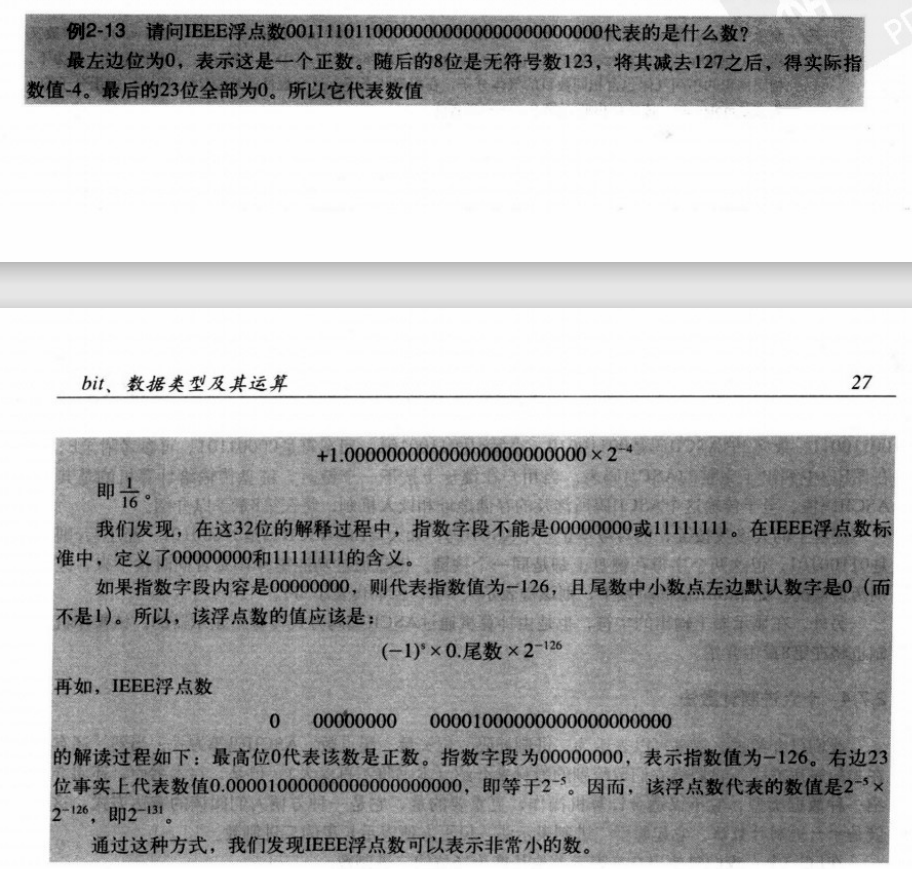 例2-13 请问IEEE浮点数00111101100000000000000000000000代表的是什么数?
最左边位为0，表示这是一个正数。随后的8位是无符号数123，将其减去127之后，得实际指
数值-4。最后的23位全部为0。所以它代表数值
bit、数据类型及其运算 27
+1.00000000000000000000000 × 2⁻⁴
即 1/16 。
我们发现，在这32位的解释过程中，指数字段不能是00000000或11111111。在IEEE浮点数标
准中，定义了00000000和11111111的含义。
如果指数字段内容是00000000，则代表指数值为−126，且尾数中小数点左边默认数字是0（而
不是1）。所以，该浮点数的值应该是：
(−1)ˢ × 0.尾数 × 2⁻¹²⁶
再如，IEEE浮点数
0 00000000 00001000000000000000000
的解读过程如下：最高位0代表该数是正数。指数字段为00000000，表示指数值为−126。右边23
位事实上代表数值0.00001000000000000000000，即等于2⁻⁵。因而，该浮点数代表的数值是2⁻⁵ ×
2⁻¹²⁶，即2⁻¹³¹。
通过这种方式，我们发现IEEE浮点数可以表示非常小的数。